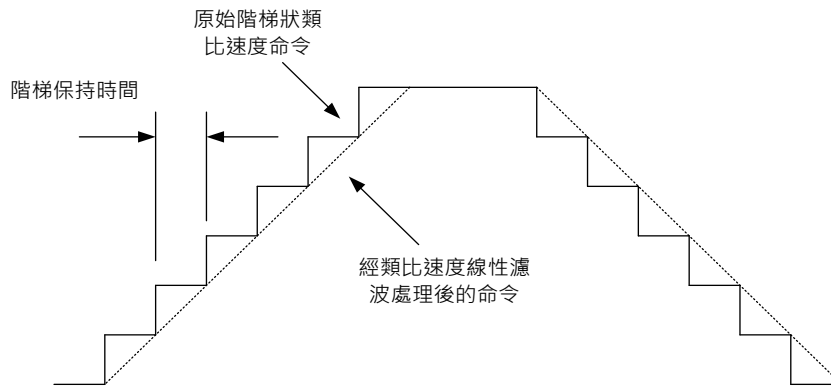 原始階梯狀類
比速度命令
階梯保持時間
經類比速度線性濾
波處理後的命令